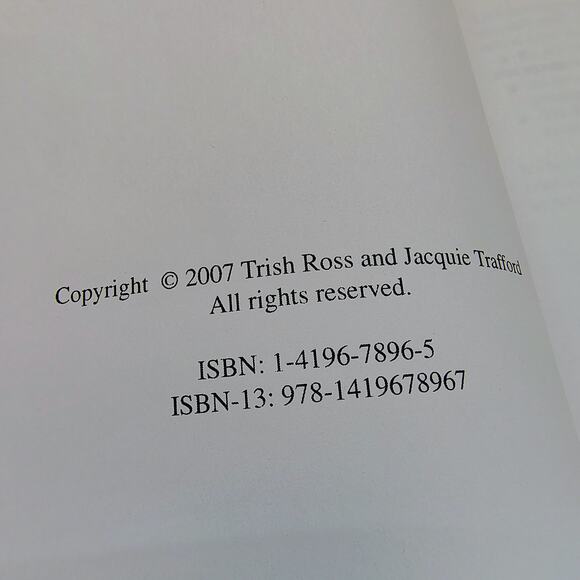 Copyright © 2007 Trish Ross and Jacquie Trafford
All rights reserved.
ISBN: 1-4196-7896-5
ISBN-13: 978-1419678967